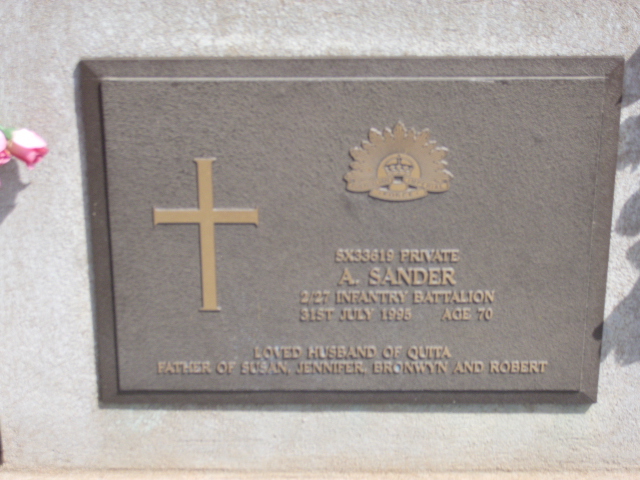 SX33619 PRIVATE
A. SANDER
2/27 INFANTRY BATTALION
31ST JULY 1995 AGE 70
LOVED HUSBAND OF QUITA
FATHER OF SUSAN, JENNIFER, BRONWYN AND ROBERT